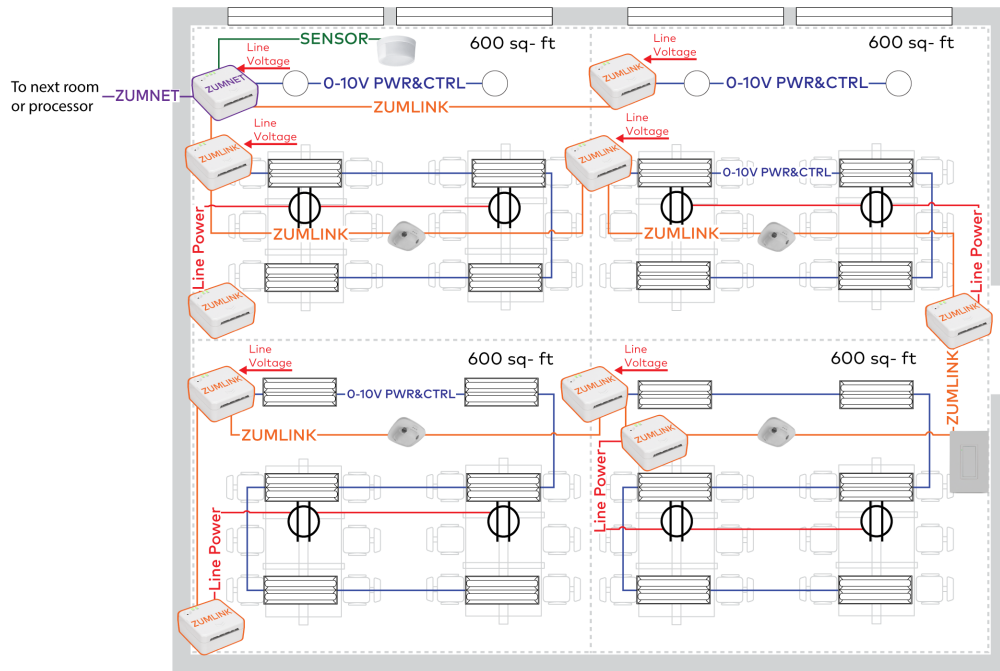 SENSOR
600 sq- ft
600 sq- ft
Line
Voltage
Line
Voltage
To next room
or processor
ZUMNET
ZUMNET
0-10V PWR&CTRL
ZUMLINK
0-10V PWR&CTRL
ZUMLINK
Line
Voltage
Line
Voltage
ZUMLINK
ZUMLINK
0-10V PWR&CTRL
Line Power
ZUMLINK
ZUMLINK
Line Power
ZUMLINK
ZUMLINK
Line
Voltage
600 sq- ft
Line
Voltage
600 sq- ft
ZUMLINK
0-10V PWR&CTRL
ZUMLINK
ZUMLINK
ZUMLINK
ZUMLINK
Line Power
Line Power
ZUMLINK